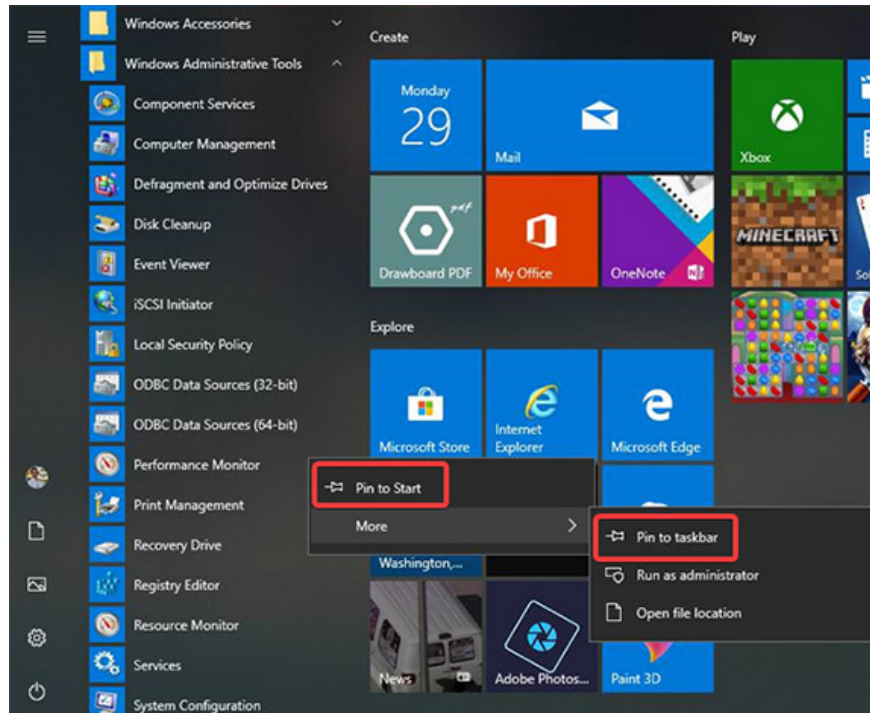 Windows Accessories
Windows Administrative Tools
Component Services
Computer Management
Defragment and Optimize Drives
Disk Cleanup
Event Viewer
iSCSI Initiator
Local Security Policy
ODBC Data Sources (32-bit)
ODBC Data Sources (64-bit)
Performance Monitor
Print Management
Recovery Drive
Registry Editor
Resource Monitor
Services
System Configuration
Create
Monday
29
Mail
pdf
Drawboard PDF
My Office
OneNote
Explore
Microsoft Store
Internet
Explorer
Microsoft Edge
Washington,...
News
Adobe Photos...
Paint 3D
Play
Xbox
MINECRAFT
Pin to Start
More
Pin to taskbar
Run as administrator
Open file location